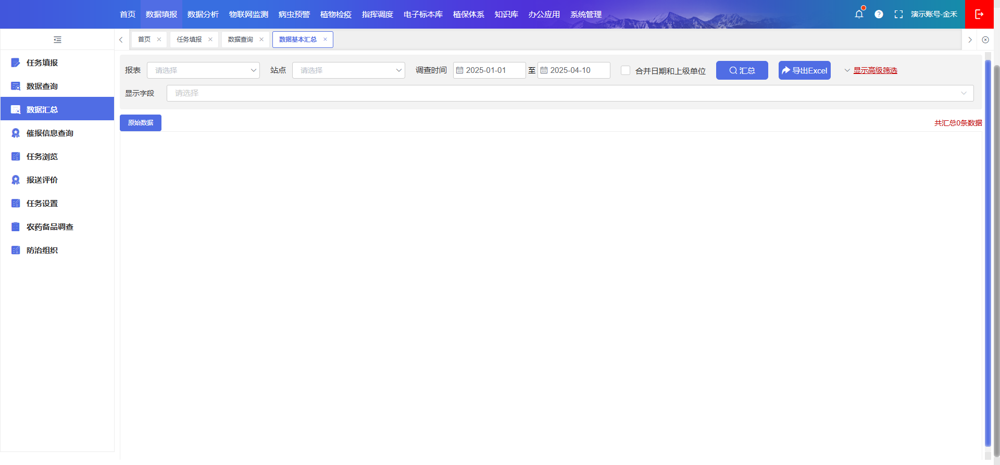 首页 数据填报 数据分析 物联网监测 病虫预警 植物检疫 指挥调度 电子标本库 植保体系 知识库 办公应用 系统管理 演示账号-金禾
首页 任务填报 数据查询 数据基本汇总
任务填报
数据查询
数据汇总
催报信息查询
任务浏览
报送评价
任务设置
农药备品调查
防治组织
报表 请选择 站点 请选择 调查时间 2025-01-01 至 2025-04-10 合并日期和上级单位 汇总 导出Excel 显示高级筛选
显示字段 请选择
原始数据 共汇总0条数据